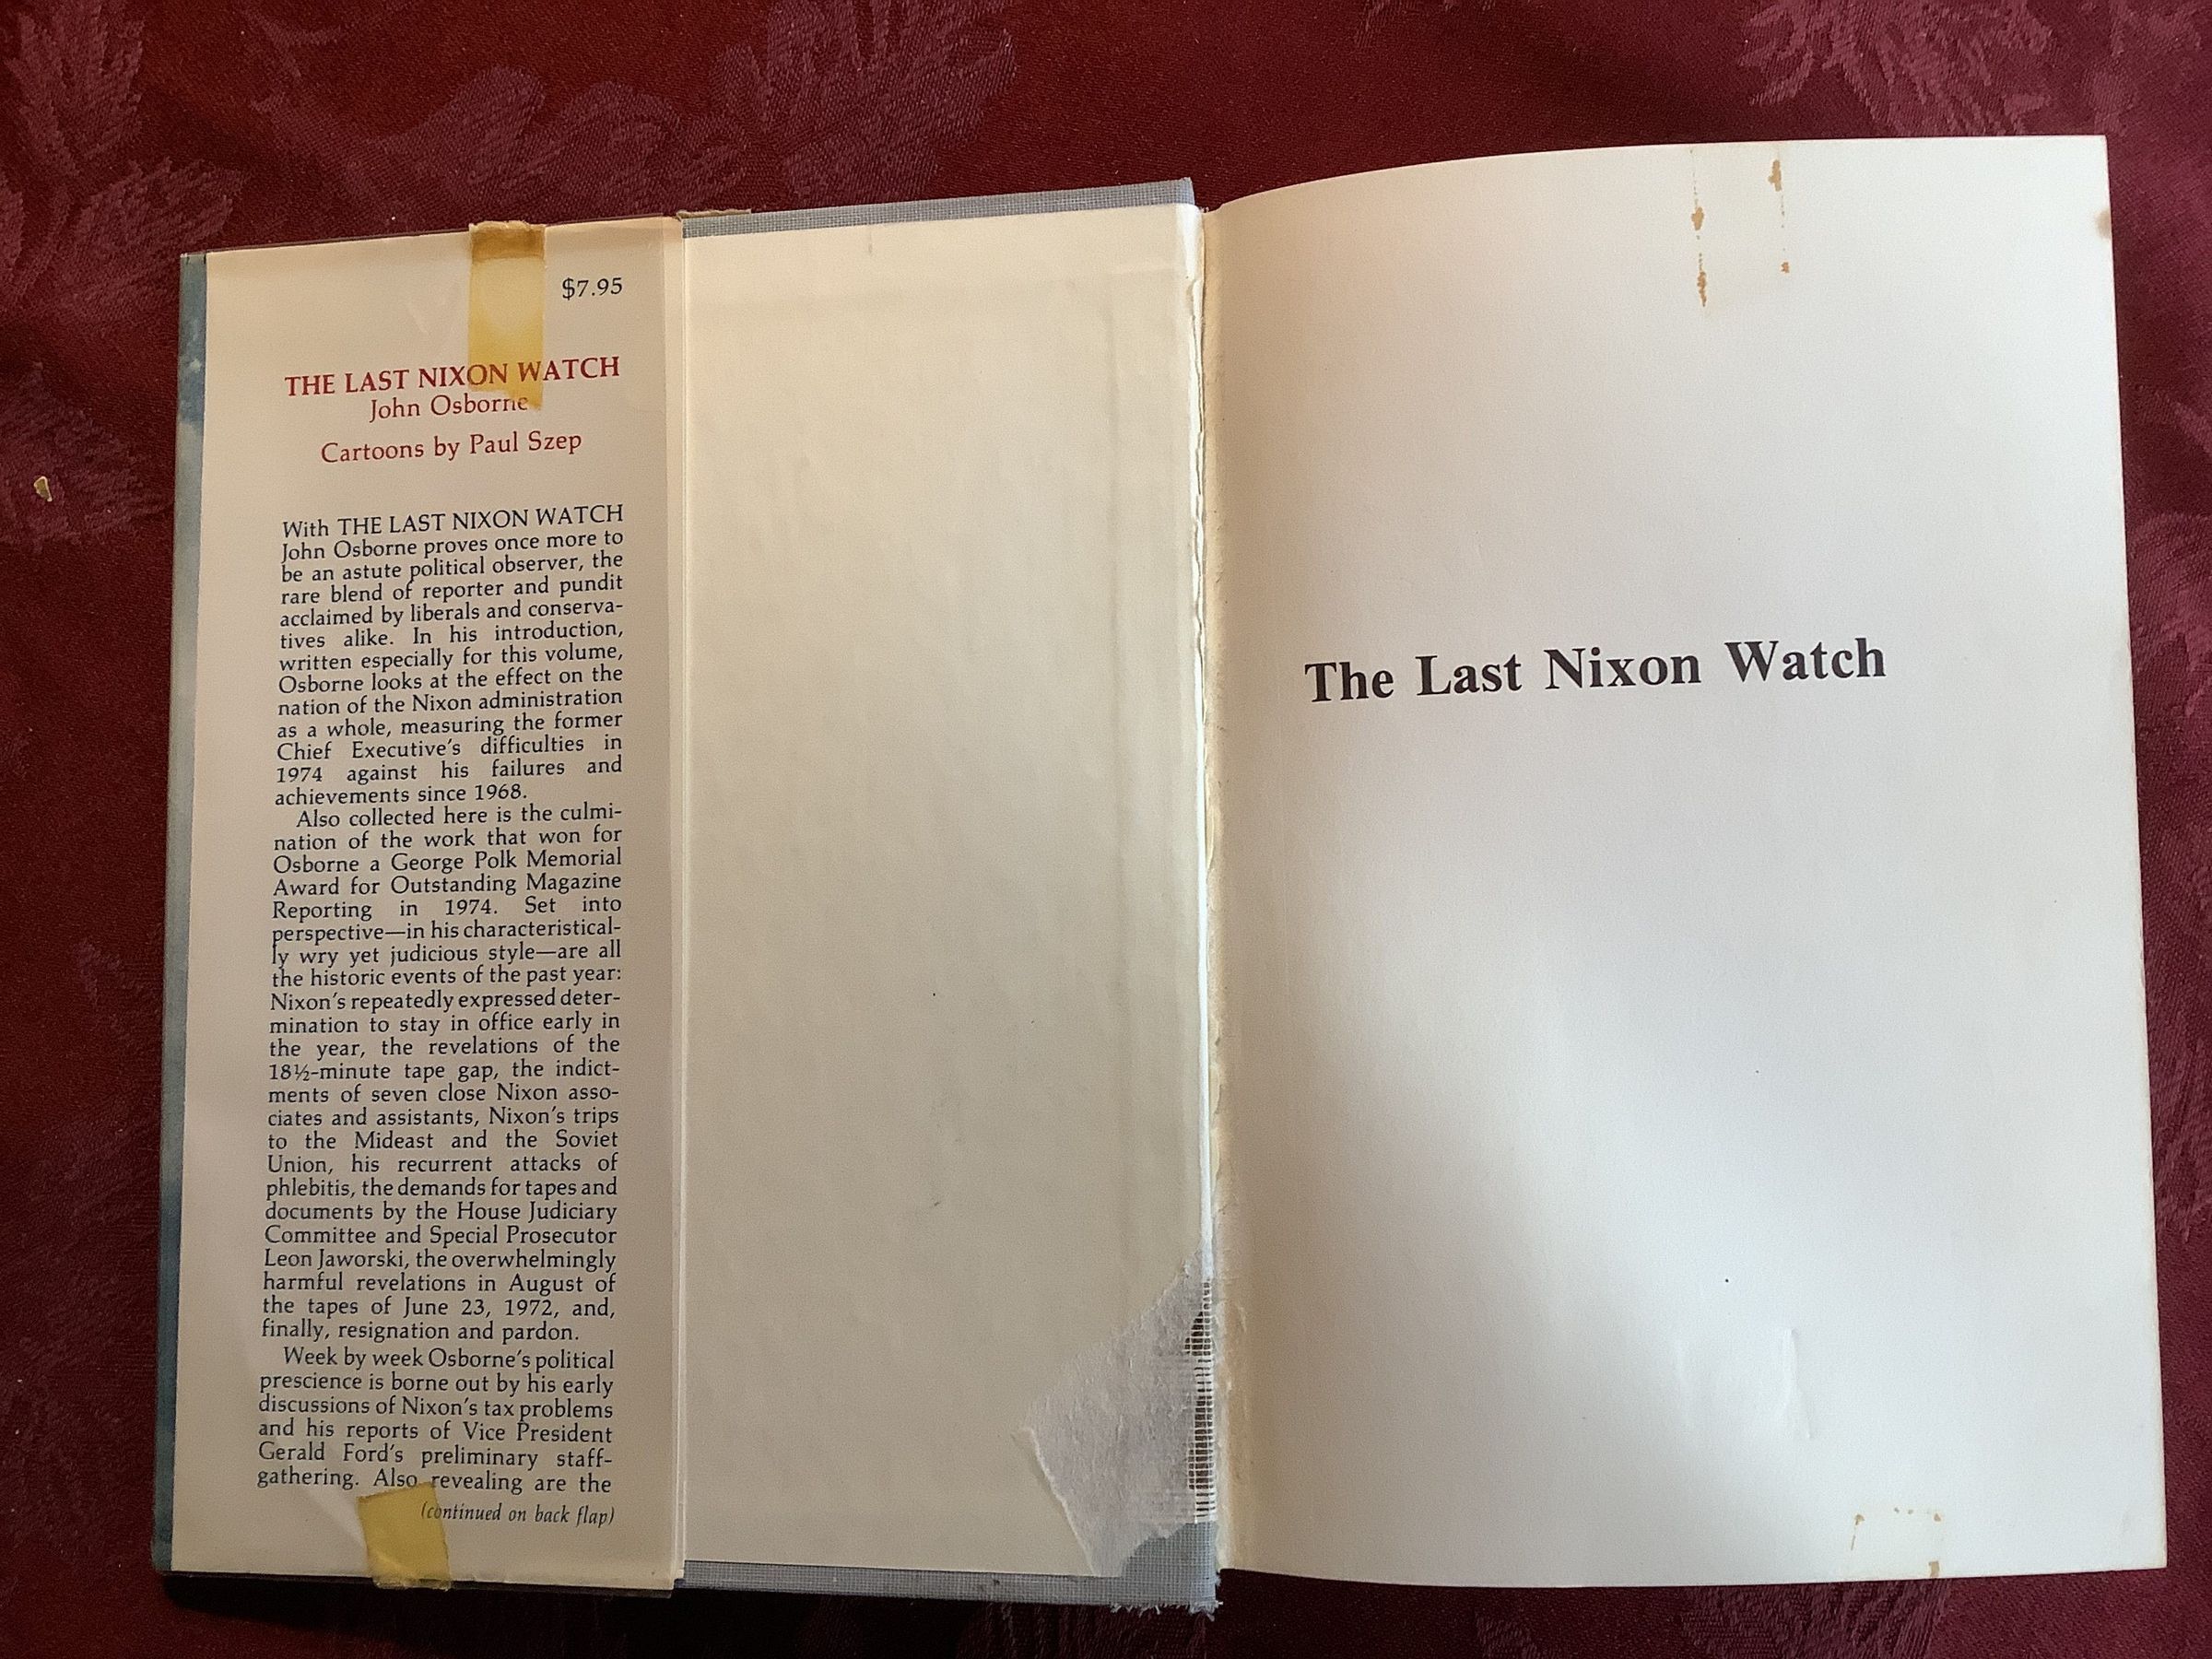 $7.95
THE LAST NIXON WATCH
John Osborne
Cartoons by Paul Szep
With THE LAST NIXON WATCH
John Osborne proves once more to
be an astute political observer, the
rare blend of reporter and pundit
acclaimed by liberals and conserva-
tives alike. In his introduction,
written especially for this volume,
Osborne looks at the effect on the
nation of the Nixon administration
as a whole, measuring the former
Chief Executive's difficulties in
1974 against his failures and
achievements since 1968.
Also collected here is the culmi-
nation of the work that won for
Osborne a George Polk Memorial
Award for Outstanding Magazine
Reporting in 1974. Set into
perspective—in his characteristical-
ly wry yet judicious style—are all
the historic events of the past year:
Nixon's repeatedly expressed deter-
mination to stay in office early in
the year, the revelations of the
18½-minute tape gap, the indict-
ments of seven close Nixon asso-
ciates and assistants, Nixon's trips
to the Mideast and the Soviet
Union, his recurrent attacks of
phlebitis, the demands for tapes and
documents by the House Judiciary
Committee and Special Prosecutor
Leon Jaworski, the overwhelmingly
harmful revelations in August of
the tapes of June 23, 1972, and,
finally, resignation and pardon.
Week by week Osborne's political
prescience is borne out by his early
discussions of Nixon's tax problems
and his reports of Vice President
Gerald Ford's preliminary staff-
gathering. Also revealing are the
(continued on back flap)
The Last Nixon Watch